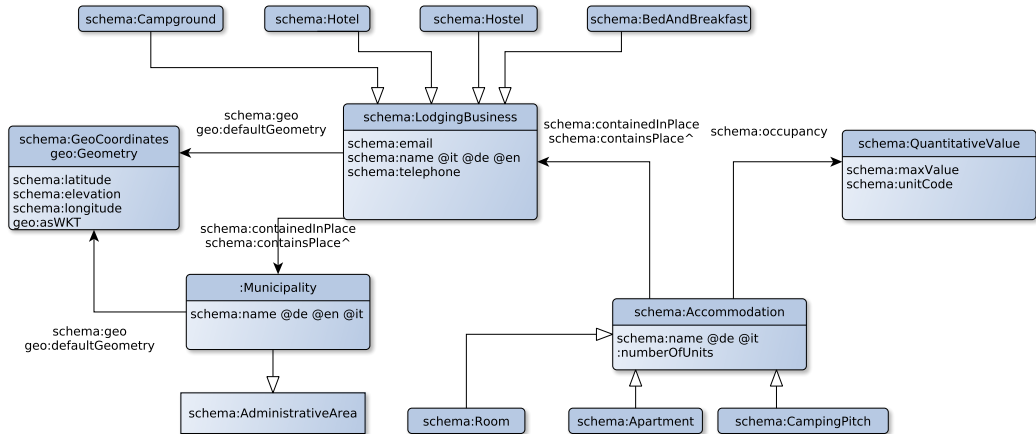 schema:Campground
schema:Hotel
schema:Hostel
schema:BedAndBreakfast
schema:LodgingBusiness
schema:email
schema:name @it @de @en
schema:telephone
schema:geo
geo:defaultGeometry
schema:GeoCoordinates
geo:Geometry
schema:latitude
schema:elevation
schema:longitude
geo:asWKT
schema:containedInPlace
schema:containsPlace^
schema:occupancy
schema:QuantitativeValue
schema:maxValue
schema:unitCode
schema:containedInPlace
schema:containsPlace^
:Municipality
schema:name @de @en @it
schema:geo
geo:defaultGeometry
schema:AdministrativeArea
schema:Accommodation
schema:name @de @it
:numberOfUnits
schema:Room
schema:Apartment
schema:CampingPitch